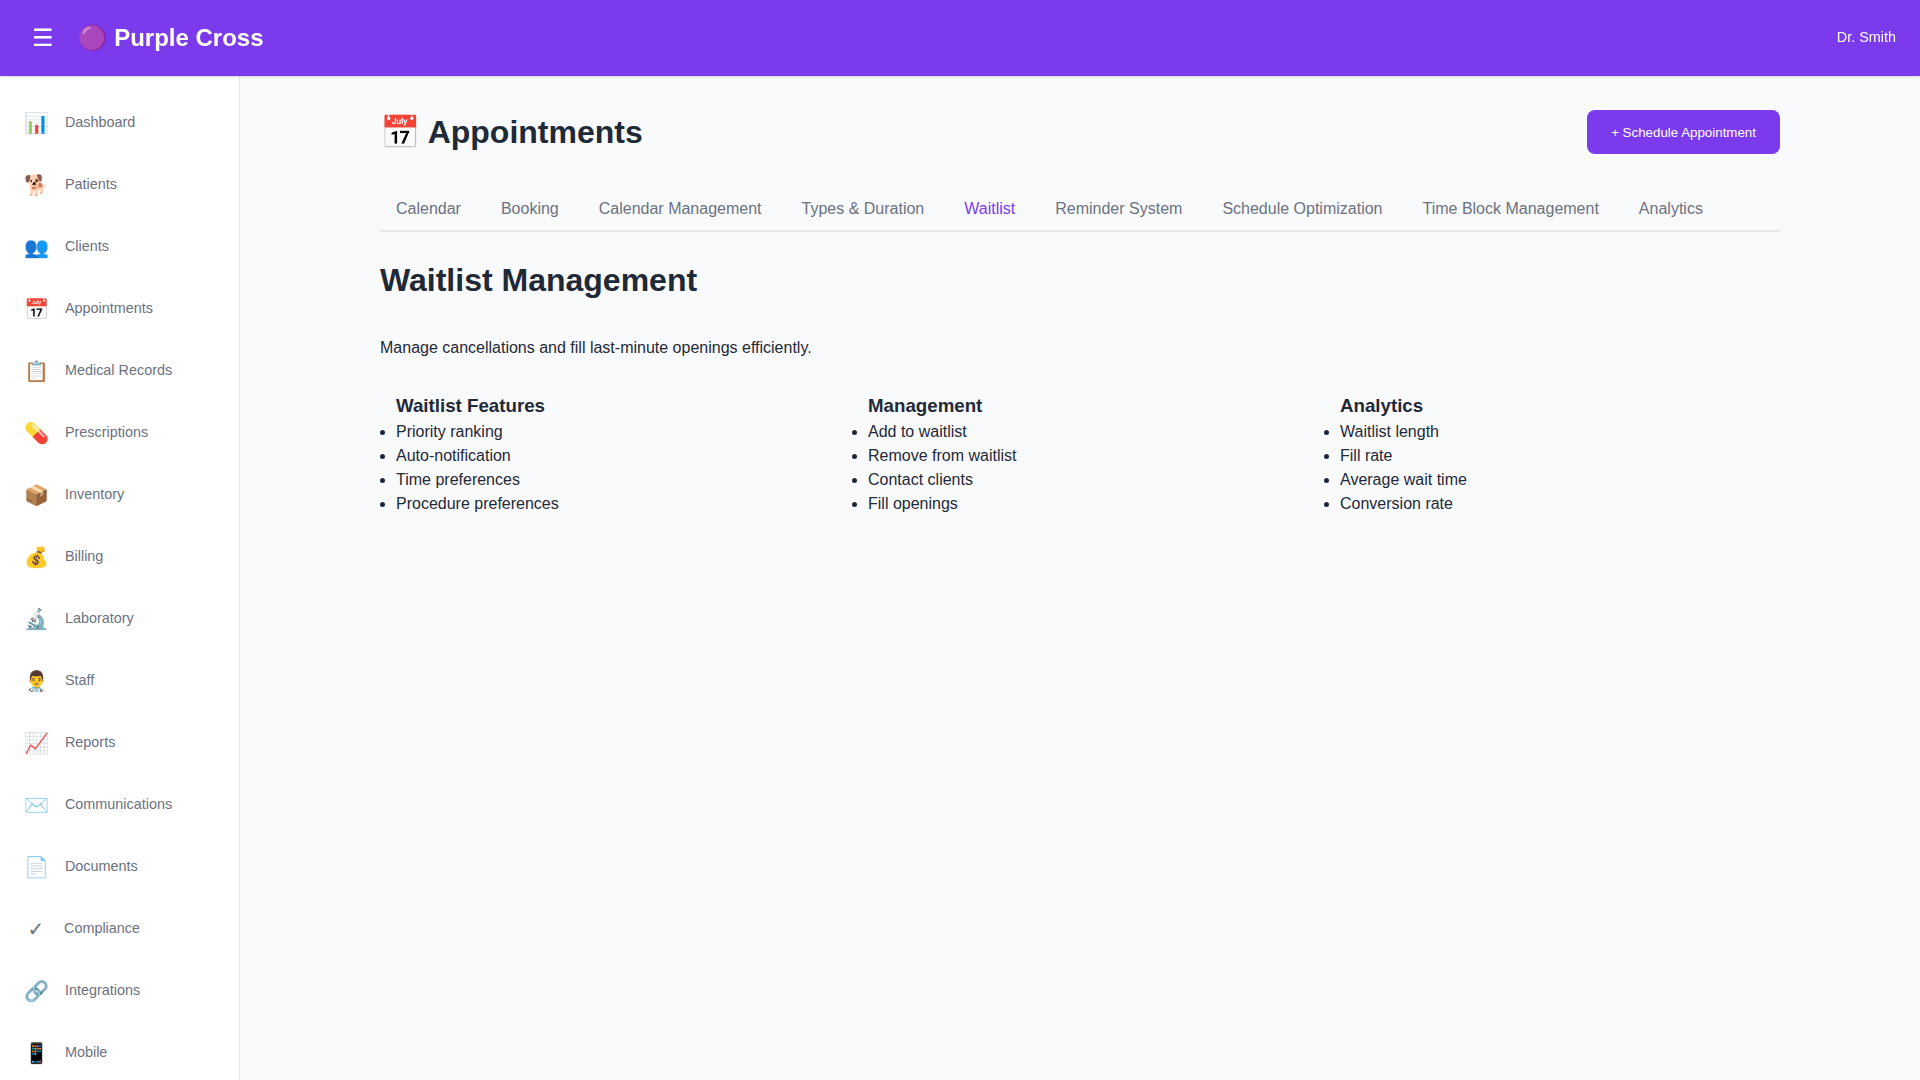 ☰ 🟣 Purple Cross
Dr. Smith
Dashboard
Patients
Clients
Appointments
Medical Records
Prescriptions
Inventory
Billing
Laboratory
Staff
Reports
Communications
Documents
✓ Compliance
Integrations
Mobile
📅 Appointments
+ Schedule Appointment
Calendar Booking Calendar Management Types & Duration Waitlist Reminder System Schedule Optimization Time Block Management Analytics
Waitlist Management
Manage cancellations and fill last-minute openings efficiently.
Waitlist Features
• Priority ranking
• Auto-notification
• Time preferences
• Procedure preferences
Management
• Add to waitlist
• Remove from waitlist
• Contact clients
• Fill openings
Analytics
• Waitlist length
• Fill rate
• Average wait time
• Conversion rate